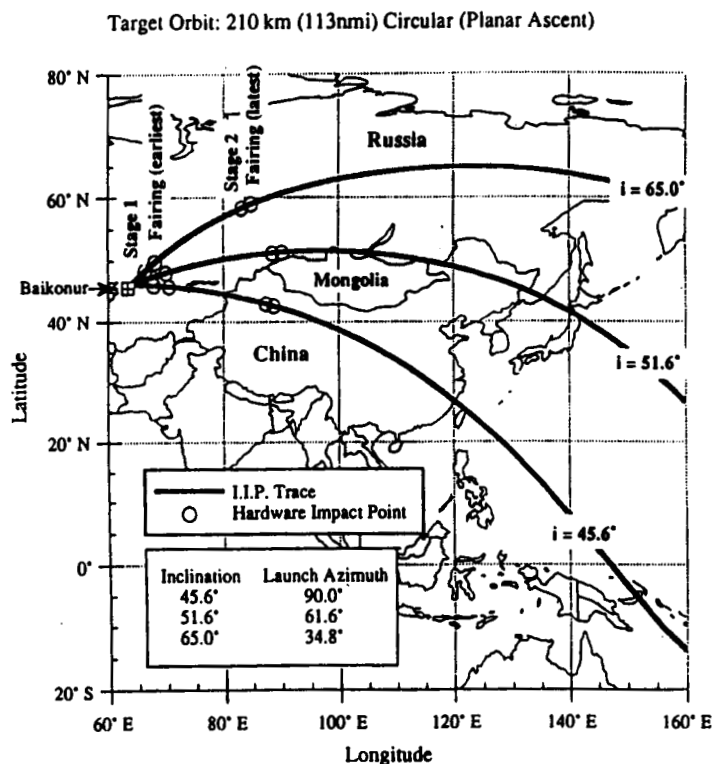 Target Orbit: 210 km (113nmi) Circular (Planar Ascent)
80° N
60° N
40° N
20° N
0°
20° S
Latitude
Baikonur
Stage 1
Fairing (earliest)
Stage 2
Fairing (latest)
Russia
Mongolia
China
i = 65.0°
i = 51.6°
i = 45.6°
I.I.P. Trace
Hardware Impact Point
Inclination Launch Azimuth
45.6° 90.0°
51.6° 61.6°
65.0° 34.8°
60° E 80° E 100° E 120° E 140° E 160° E
Longitude